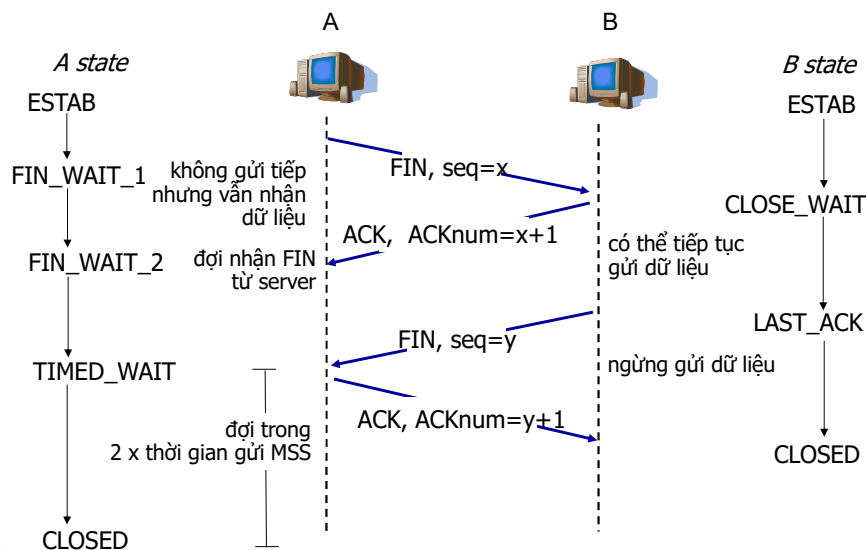 A
B
A state
B state
ESTAB
ESTAB
FIN, seq=x
FIN_WAIT_1
không gửi tiếp
nhưng vẫn nhận
dữ liệu
CLOSE_WAIT
ACK, ACKnum=x+1
có thể tiếp tục
gửi dữ liệu
FIN_WAIT_2
đợi nhận FIN
từ server
LAST_ACK
FIN, seq=y
TIMED_WAIT
ngừng gửi dữ liệu
ACK, ACKnum=y+1
đợi trong
2 x thời gian gửi MSS
CLOSED
CLOSED